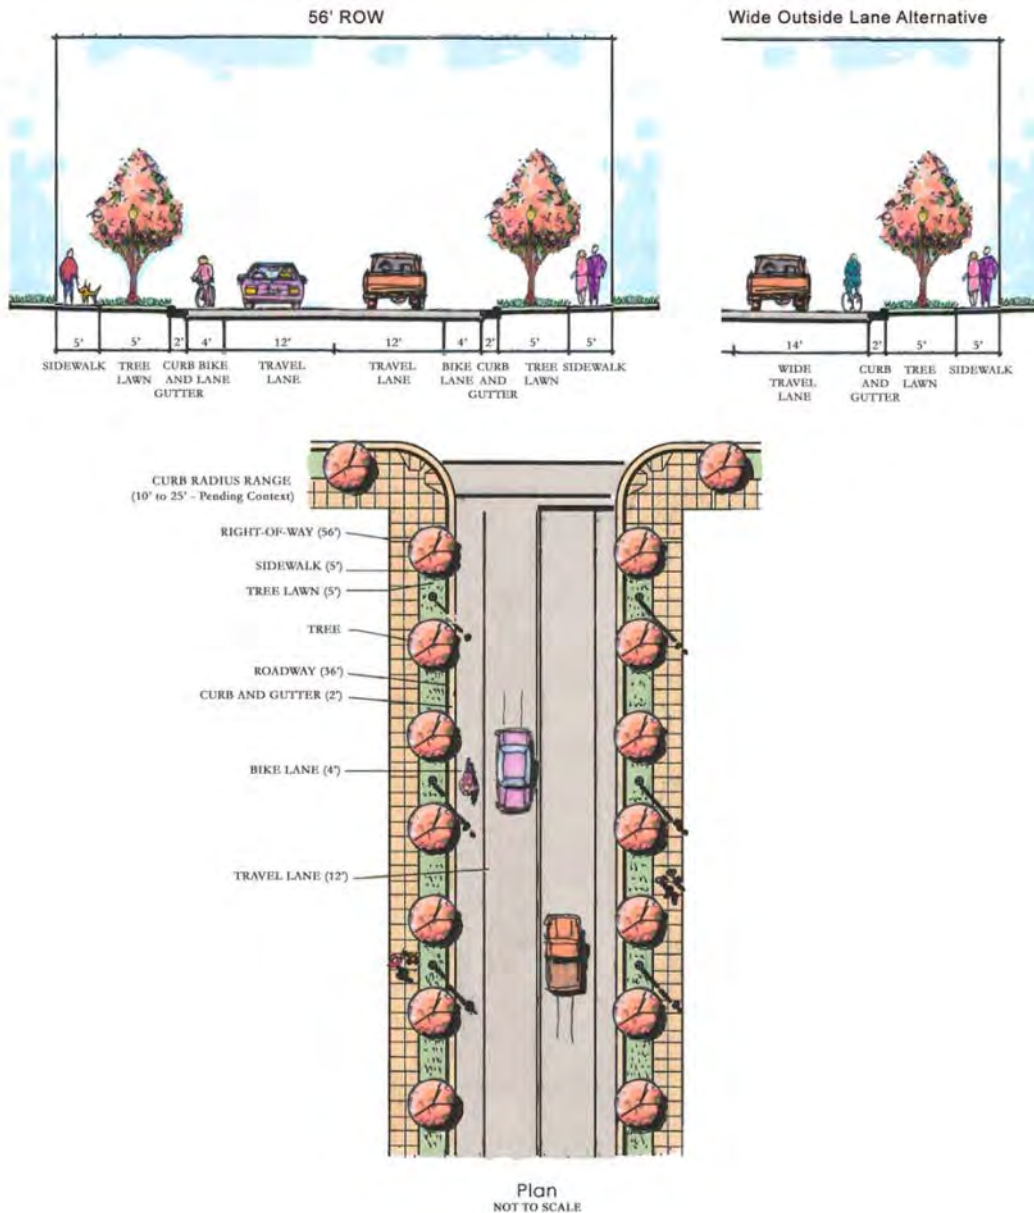 56' ROW
5' 5' 2' 4' 12' 12' 4' 2' 5' 5'
SIDEWALK TREE CURB BIKE TRAVEL TRAVEL BIKE CURB TREE SIDEWALK
LAWN AND LANE LANE LANE LANE AND LAWN
GUTTER GUTTER
Wide Outside Lane Alternative
14' 2' 5' 5'
WIDE CURB TREE SIDEWALK
TRAVEL AND LAWN
LANE GUTTER
CURB RADIUS RANGE
(10' to 25' - Pending Context)
RIGHT-OF-WAY (56')
SIDEWALK (5')
TREE LAWN (5')
TREE
ROADWAY (36')
CURB AND GUTTER (2')
BIKE LANE (4')
TRAVEL LANE (12')
Plan
NOT TO SCALE